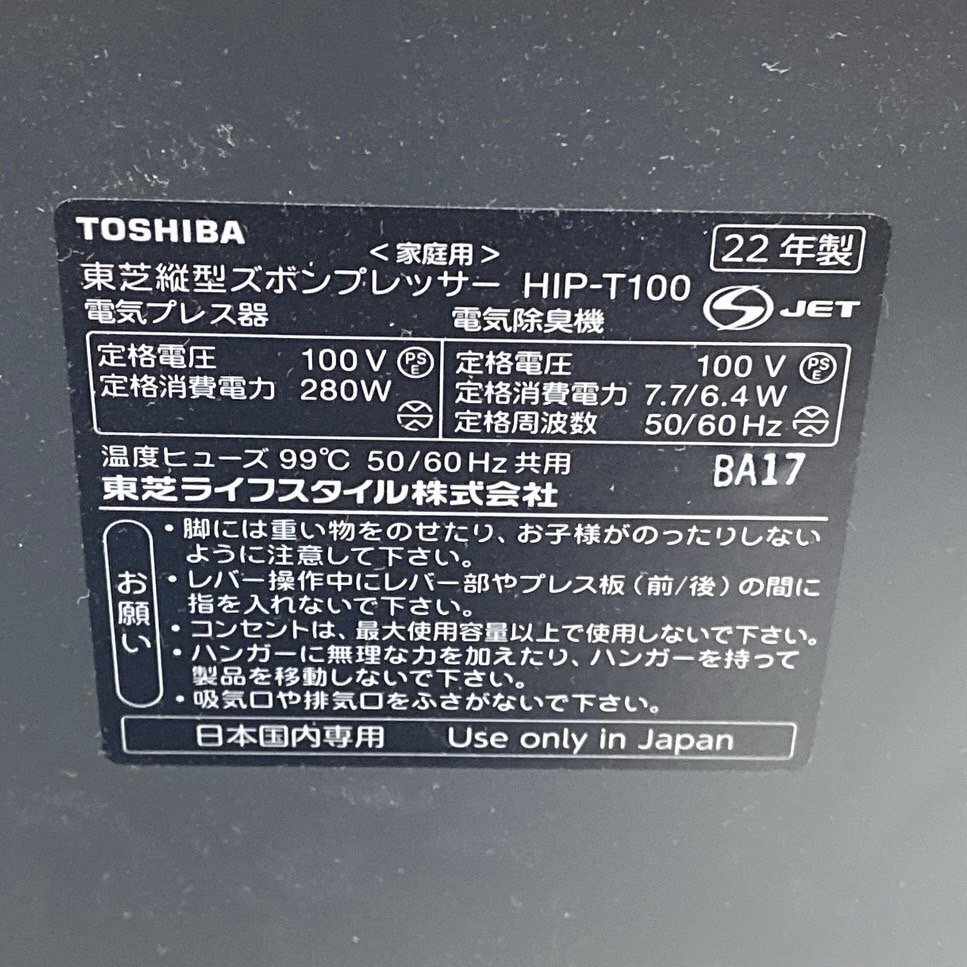 TOSHIBA
<家庭用>
22年製
東芝縦型ズボンプレッサー HIP-T100
電気プレス器
電気除臭機
S JET
定格電圧 100V PSE
定格消費電力 280W
定格電圧 100V PSE
定格消費電力 7.7/6.4W
定格周波数 50/60Hz
温度ヒューズ 99℃ 50/60Hz共用
BA17
東芝ライフスタイル株式会社
お願い
・脚には重い物をのせたり、お子様がのったりしない
ように注意して下さい。
・レバー操作中にレバー部やプレス板(前/後)の間に
指を入れないで下さい。
・コンセントは、最大使用容量以上で使用しないで下さい。
・ハンガーに無理な力を加えたり、ハンガーを持って
製品を移動しないで下さい。
・吸気口や排気口をふさがないで下さい。
日本国内専用 Use only in Japan